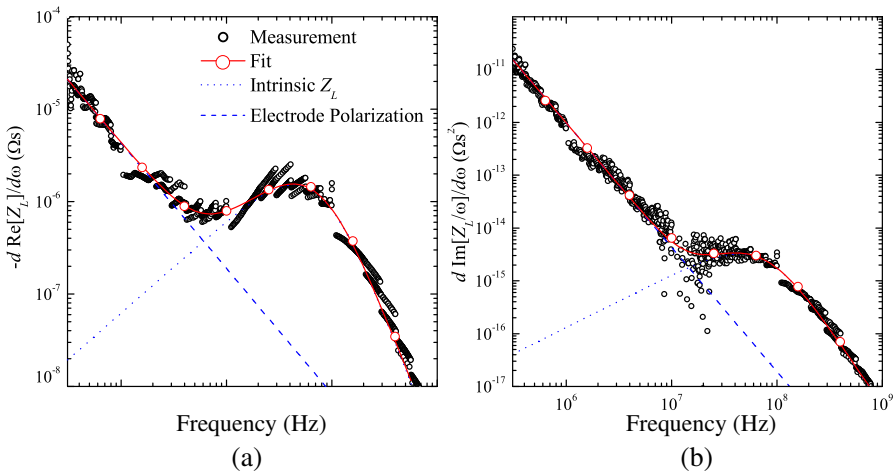 10⁻⁴
10⁻⁵
10⁻⁶
10⁻⁷
10⁻⁸
-d Re[Z_L]/dω (Ωs)
Measurement
Fit
Intrinsic Z_L
Electrode Polarization
Frequency (Hz)
(a)
10⁻¹¹
10⁻¹²
10⁻¹³
10⁻¹⁴
10⁻¹⁵
10⁻¹⁶
10⁻¹⁷
d Im[Z_L/ω]/dω (Ωs²)
10⁶
10⁷
10⁸
10⁹
Frequency (Hz)
(b)